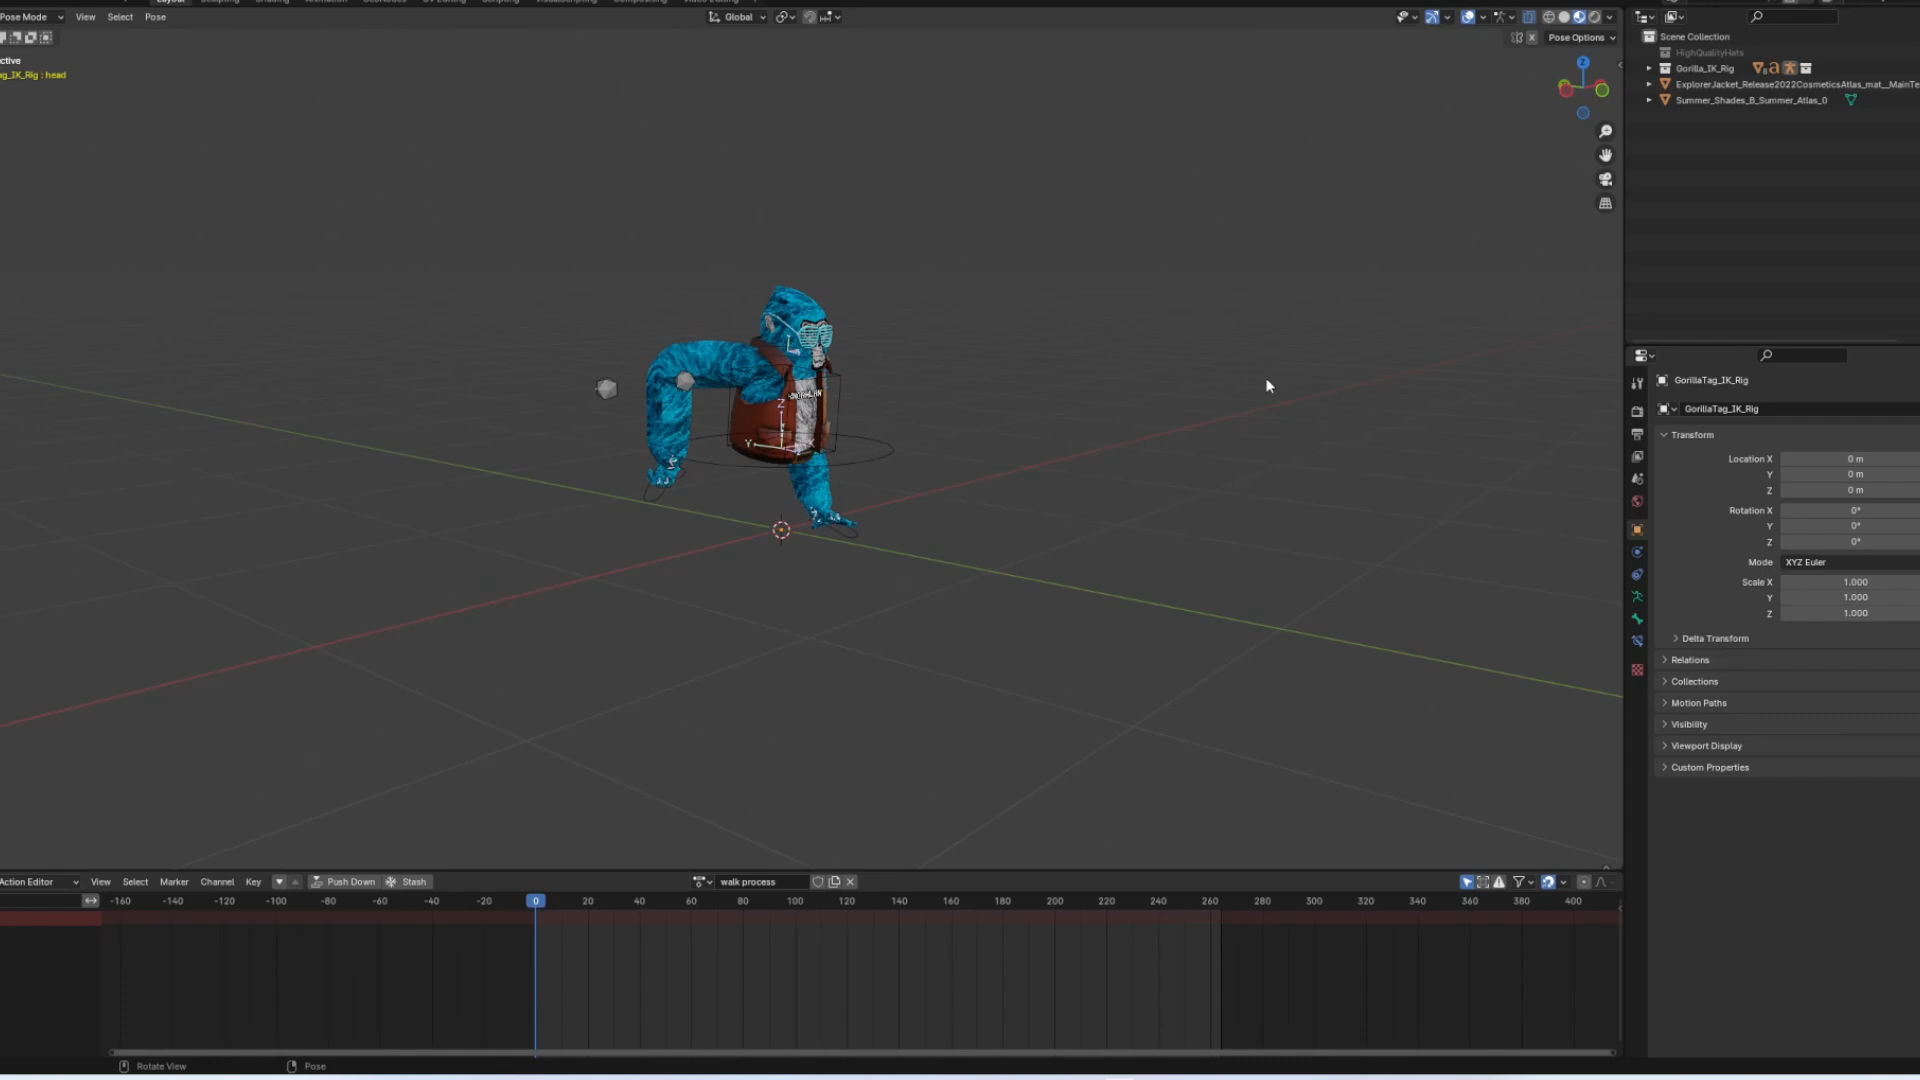 Pose Mode View Select Pose Global
Pose Options
ctive
ag_IK_Rig : head
Scene Collection
HighQualityHats
Gorilla_IK_Rig
ExplorerJacket_Release2022CosmeticsAtlas_mat__MainTe
Summer_Shades_B_Summer_Atlas_0
Z
Z
Y
X
GorillaTag_IK_Rig
GorillaTag_IK_Rig
Transform
Location X 0 m
Y 0 m
Z 0 m
Rotation X 0°
Y 0°
Z 0°
Mode XYZ Euler
Scale X 1.000
Y 1.000
Z 1.000
Delta Transform
Relations
Collections
Motion Paths
Visibility
Viewport Display
Custom Properties
Action Editor View Select Marker Channel Key Push Down Stash walk process
-160 -140 -120 -100 -80 -60 -40 -20 0 20 40 60 80 100 120 140 160 180 200 220 240 260 280 300 320 340 360 380 400
Rotate View Pose